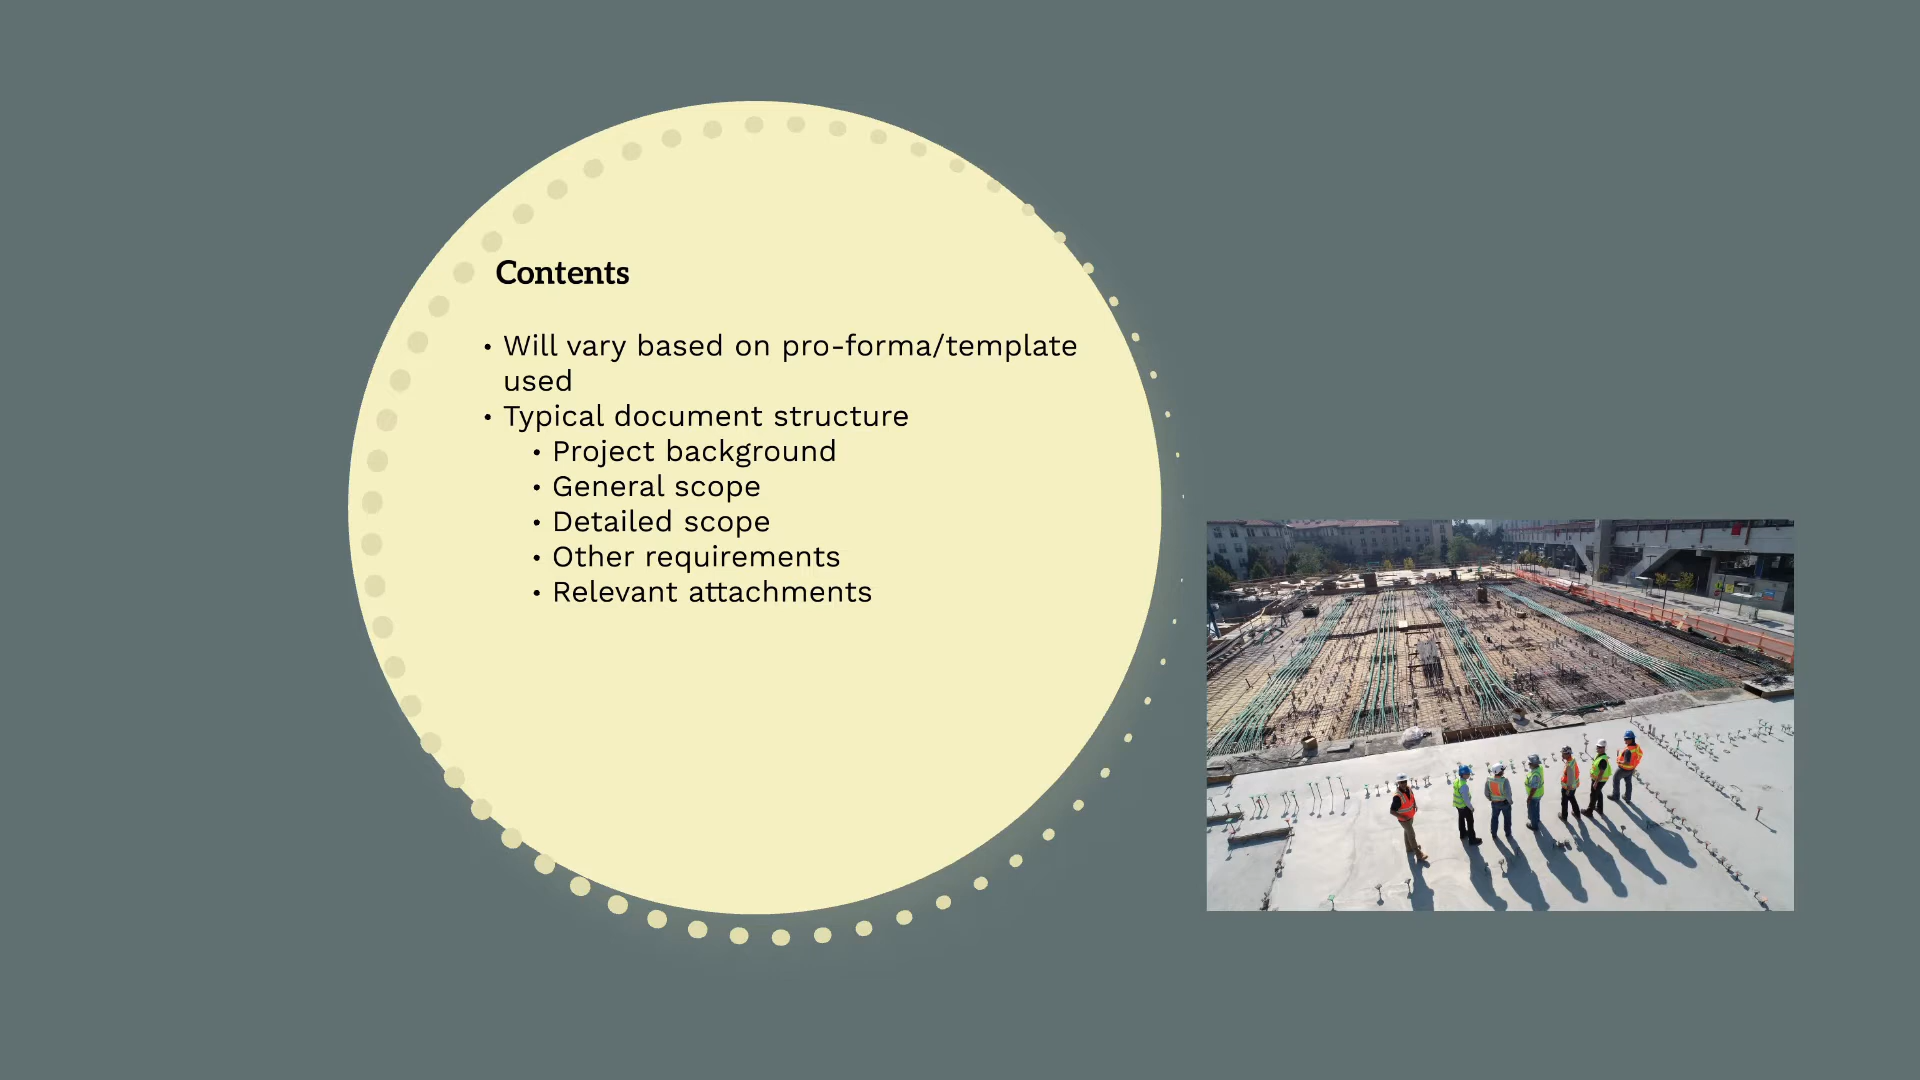 Contents
• Will vary based on pro-forma/template
used
• Typical document structure
• Project background
• General scope
• Detailed scope
• Other requirements
• Relevant attachments